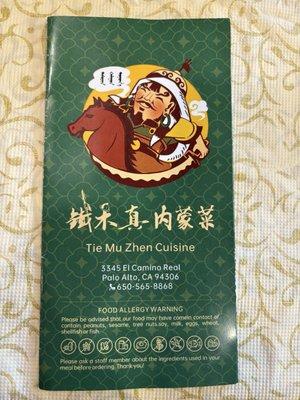 鐵木真·内蒙菜
Tie Mu Zhen Cuisine
3345 El Camino Real
Palo Alto, CA 94306
650-565-8868
FOOD ALLERGY WARNING
Please be advised that our food may have comein contact or
contain peanuts, sesame, tree nuts,soy, milk, eggs, wheat,
shellfish or fish.
Please ask a staff member about the ingredients used in your
meal before ordering. Thank you!